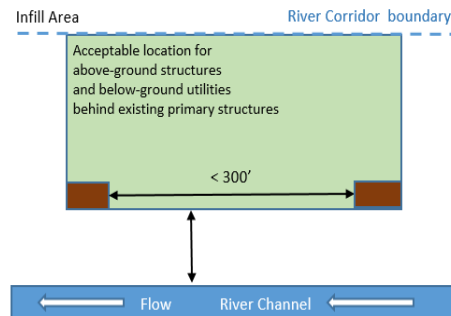 Infill Area
River Corridor boundary
Acceptable location for
above-ground structures
and below-ground utilities
behind existing primary structures
< 300’
Flow
River Channel